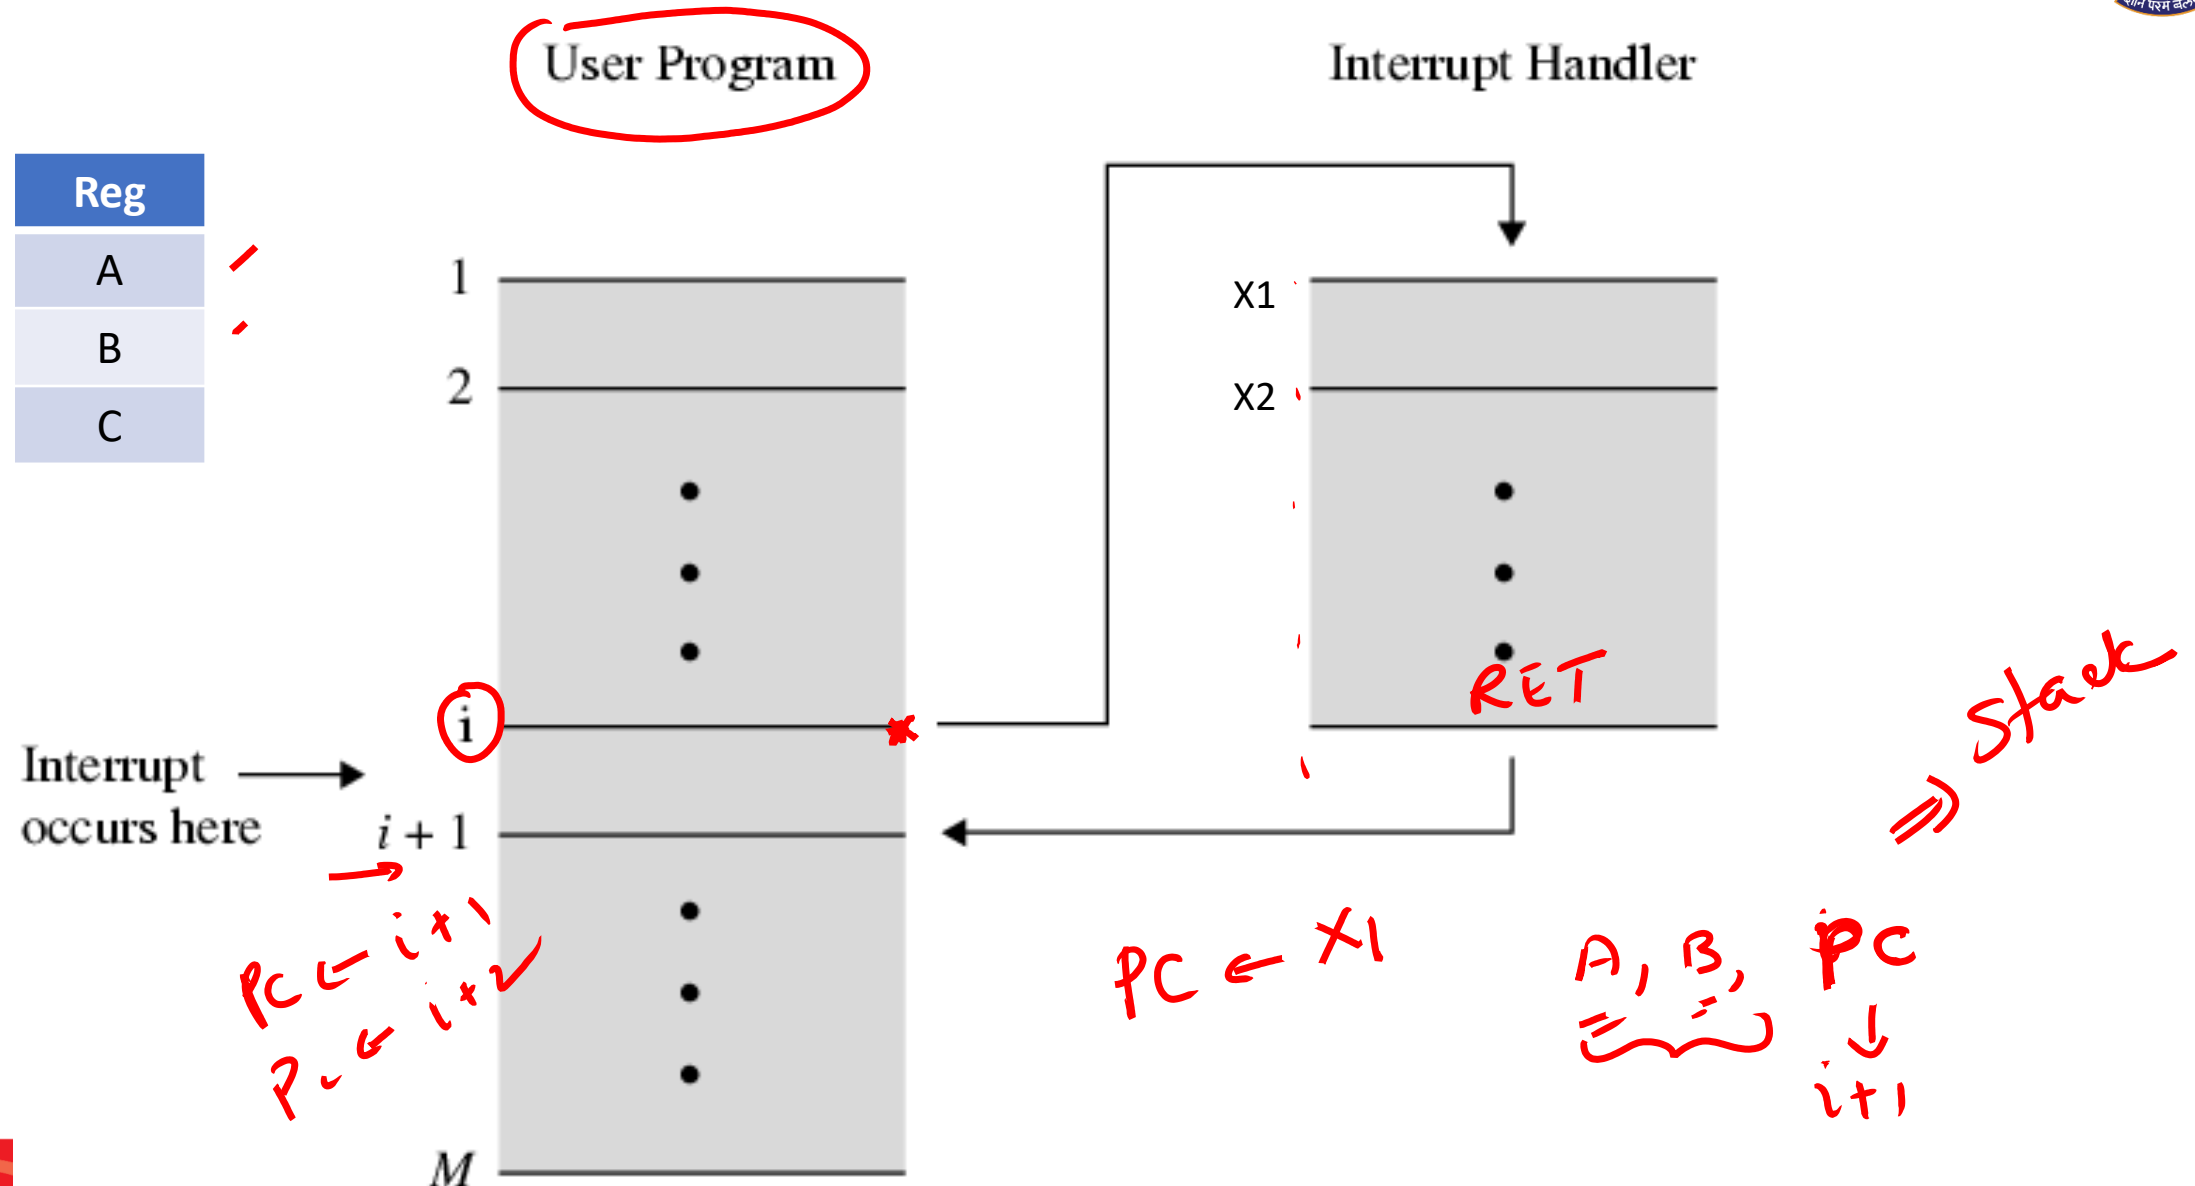 User Program
Interrupt Handler
Reg
A
B
C
1
2
i
Interrupt
occurs here
i + 1
M
X1
X2
RET
PC ← i+1
← i+2
PC ← X1
A, B, PC
↓
i+1
⇒ Stack